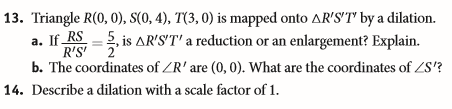 13. Triangle R(0, 0), S(0, 4), T(3, 0) is mapped onto △R′S′T′ by a dilation.
a. If RS/R′S′ = 5/2, is △R′S′T′ a reduction or an enlargement? Explain.
b. The coordinates of ∠R′ are (0, 0). What are the coordinates of ∠S′?
14. Describe a dilation with a scale factor of 1.